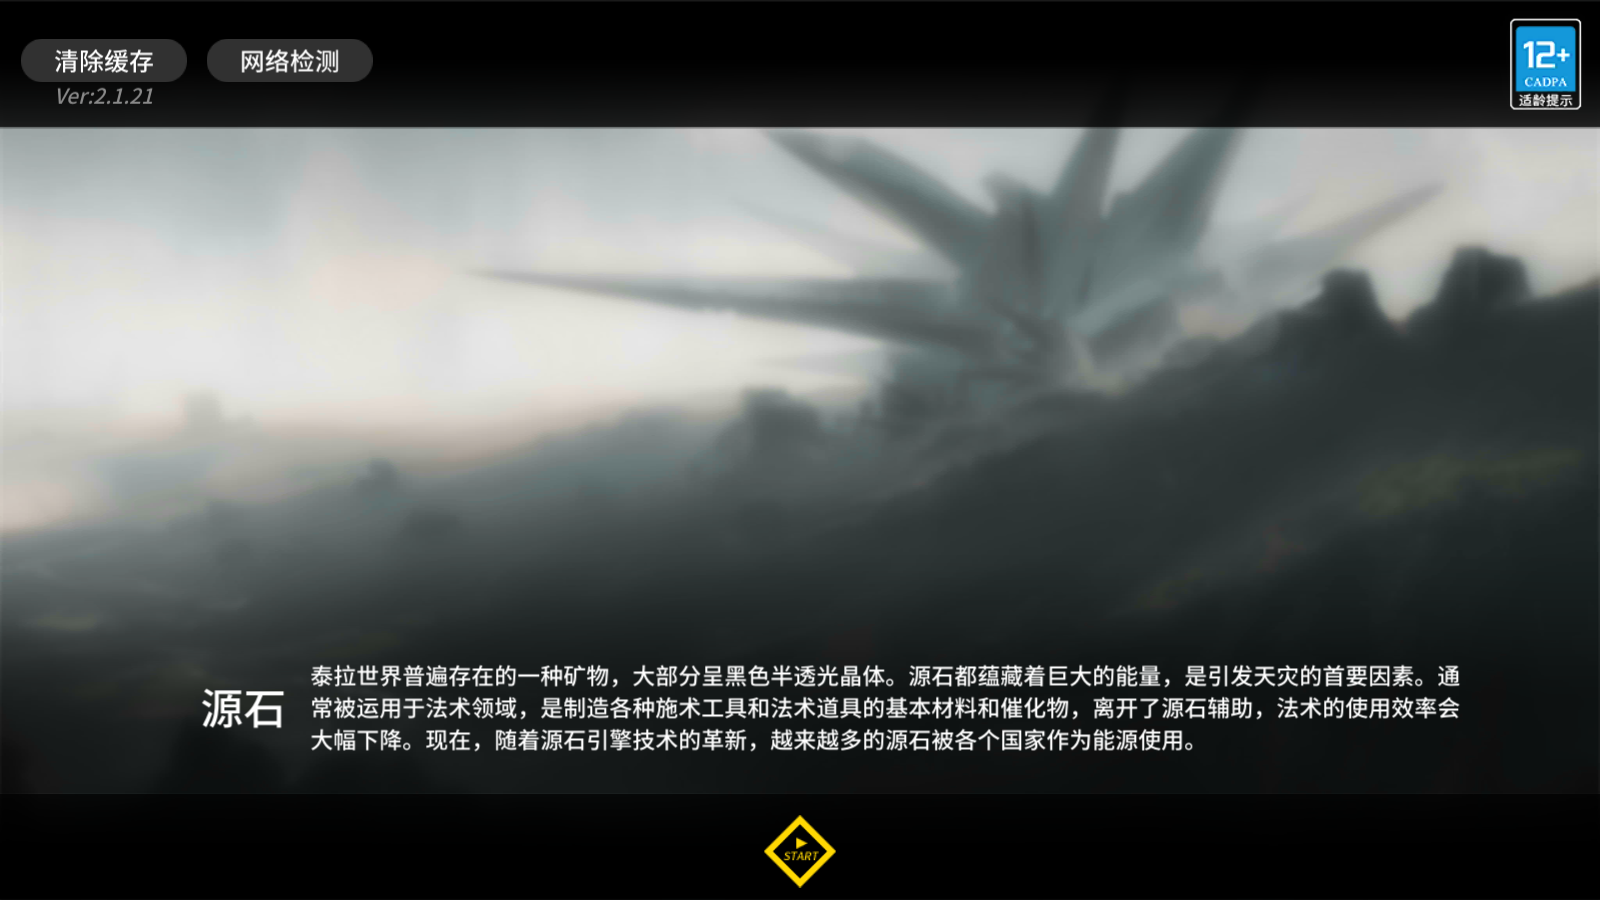 清除缓存
网络检测
Ver:2.1.21
12+
CADPA
适龄提示
源石
泰拉世界普遍存在的一种矿物，大部分呈黑色半透光晶体。源石都蕴藏着巨大的能量，是引发天灾的首要因素。通
常被运用于法术领域，是制造各种施术工具和法术道具的基本材料和催化物，离开了源石辅助，法术的使用效率会
大幅下降。现在，随着源石引擎技术的革新，越来越多的源石被各个国家作为能源使用。
START